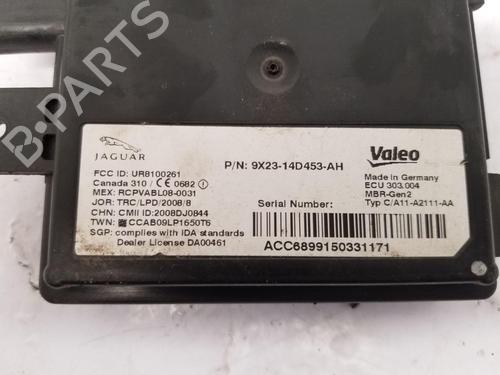 B-PARTS
JAGUAR
P/N: 9X23-14D453-AH
Valeo
FCC ID: UR8100261
Canada 310 / CE 0682 !
MEX: RCPVABL08-0031
JOR: TRC/LPD/2008/8
CHN: CMII ID:2008DJ0844
TWN: CCAB09LP1650T6
SGP: complies with IDA standards
Dealer License DA00461
Serial Number:
ACC6899150331171
Made in Germany
ECU 303.004
MBR-Gen2
Typ C/A11-A2111-AA